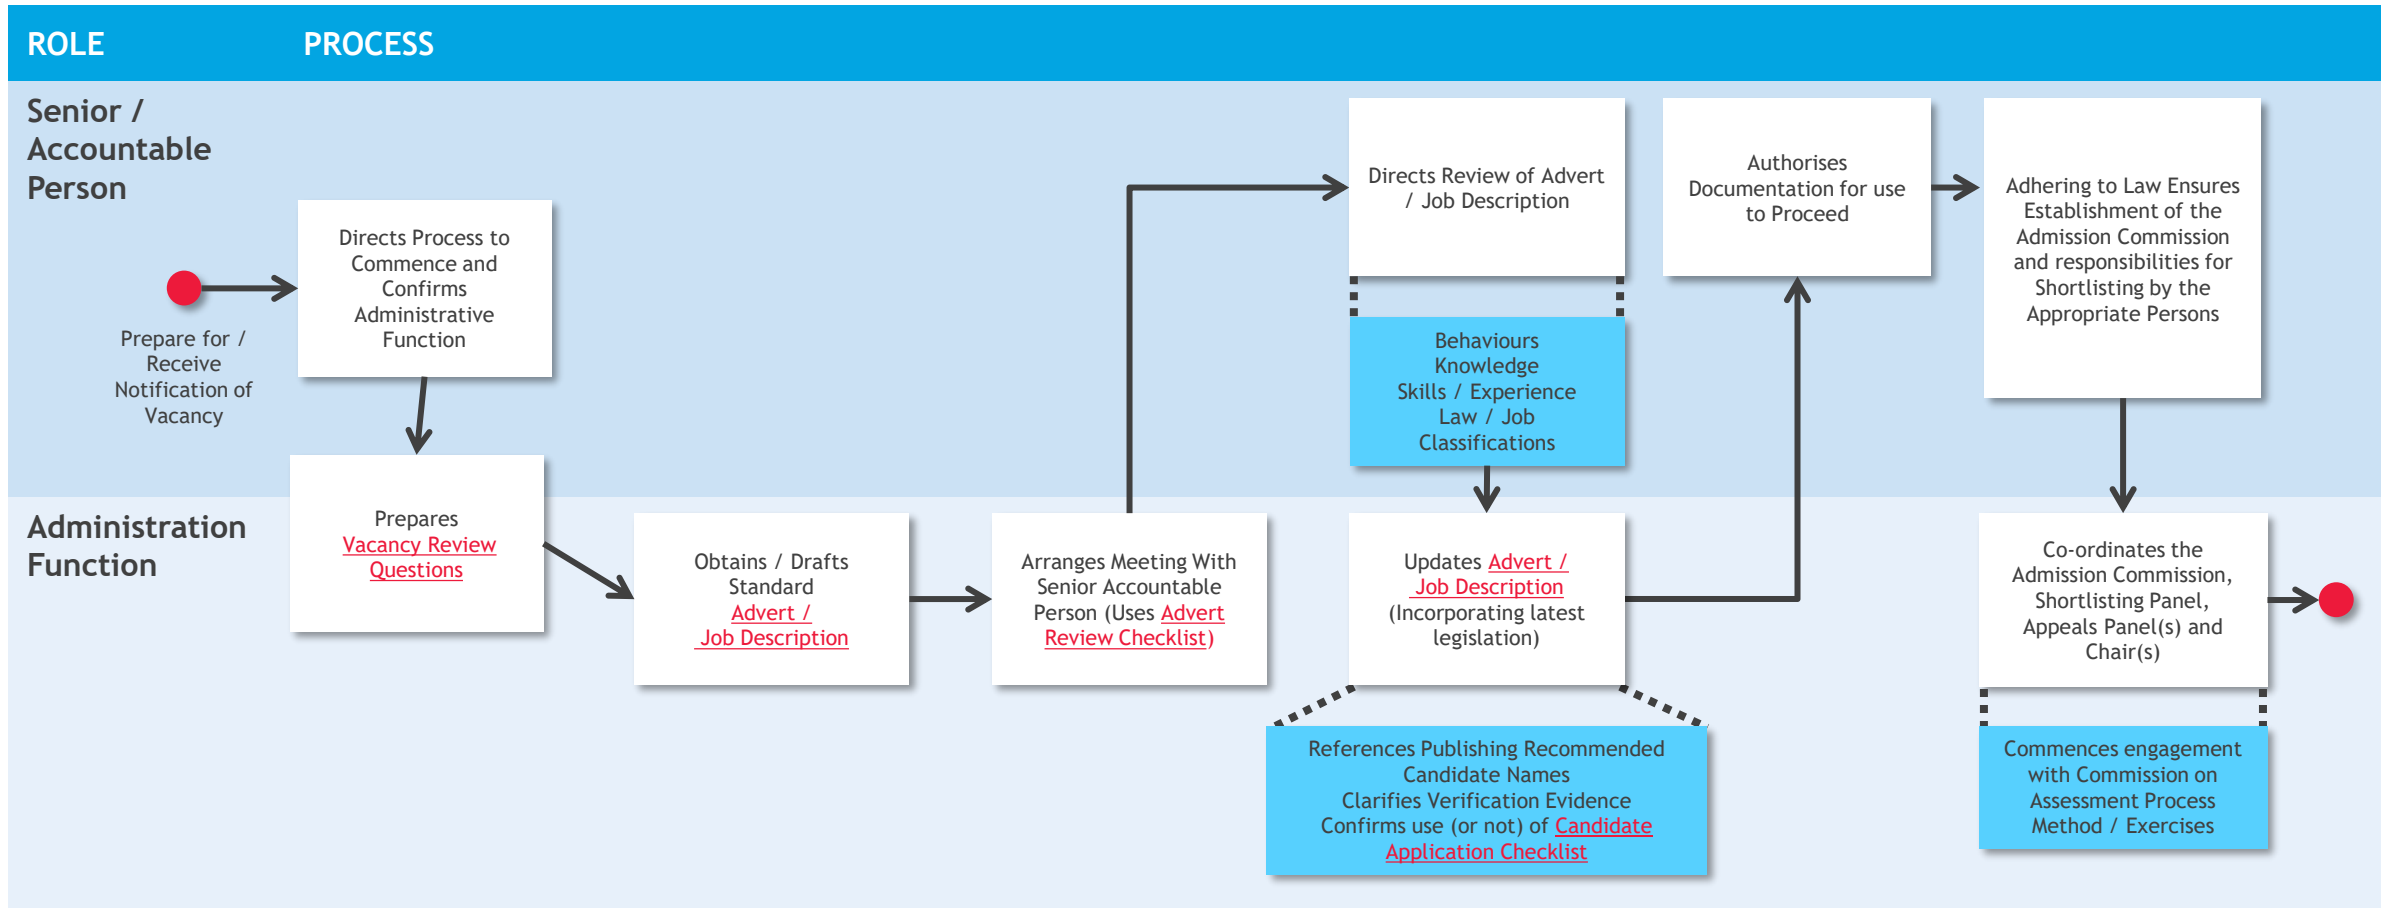 ROLE
PROCESS
Senior /
Accountable
Person
Prepare for /
Receive
Notification of
Vacancy
Directs Process to
Commence and
Confirms
Administrative
Function
Directs Review of Advert
/ Job Description
Behaviours
Knowledge
Skills / Experience
Law / Job
Classifications
Authorises
Documentation for use
to Proceed
Adhering to Law Ensures
Establishment of the
Admission Commission
and responsibilities for
Shortlisting by the
Appropriate Persons
Administration
Function
Prepares
Vacancy Review
Questions
Obtains / Drafts
Standard
Advert /
Job Description
Arranges Meeting With
Senior Accountable
Person (Uses Advert
Review Checklist)
Updates Advert /
Job Description
(Incorporating latest
legislation)
References Publishing Recommended
Candidate Names
Clarifies Verification Evidence
Confirms use (or not) of Candidate
Application Checklist
Co-ordinates the
Admission Commission,
Shortlisting Panel,
Appeals Panel(s) and
Chair(s)
Commences engagement
with Commission on
Assessment Process
Method / Exercises